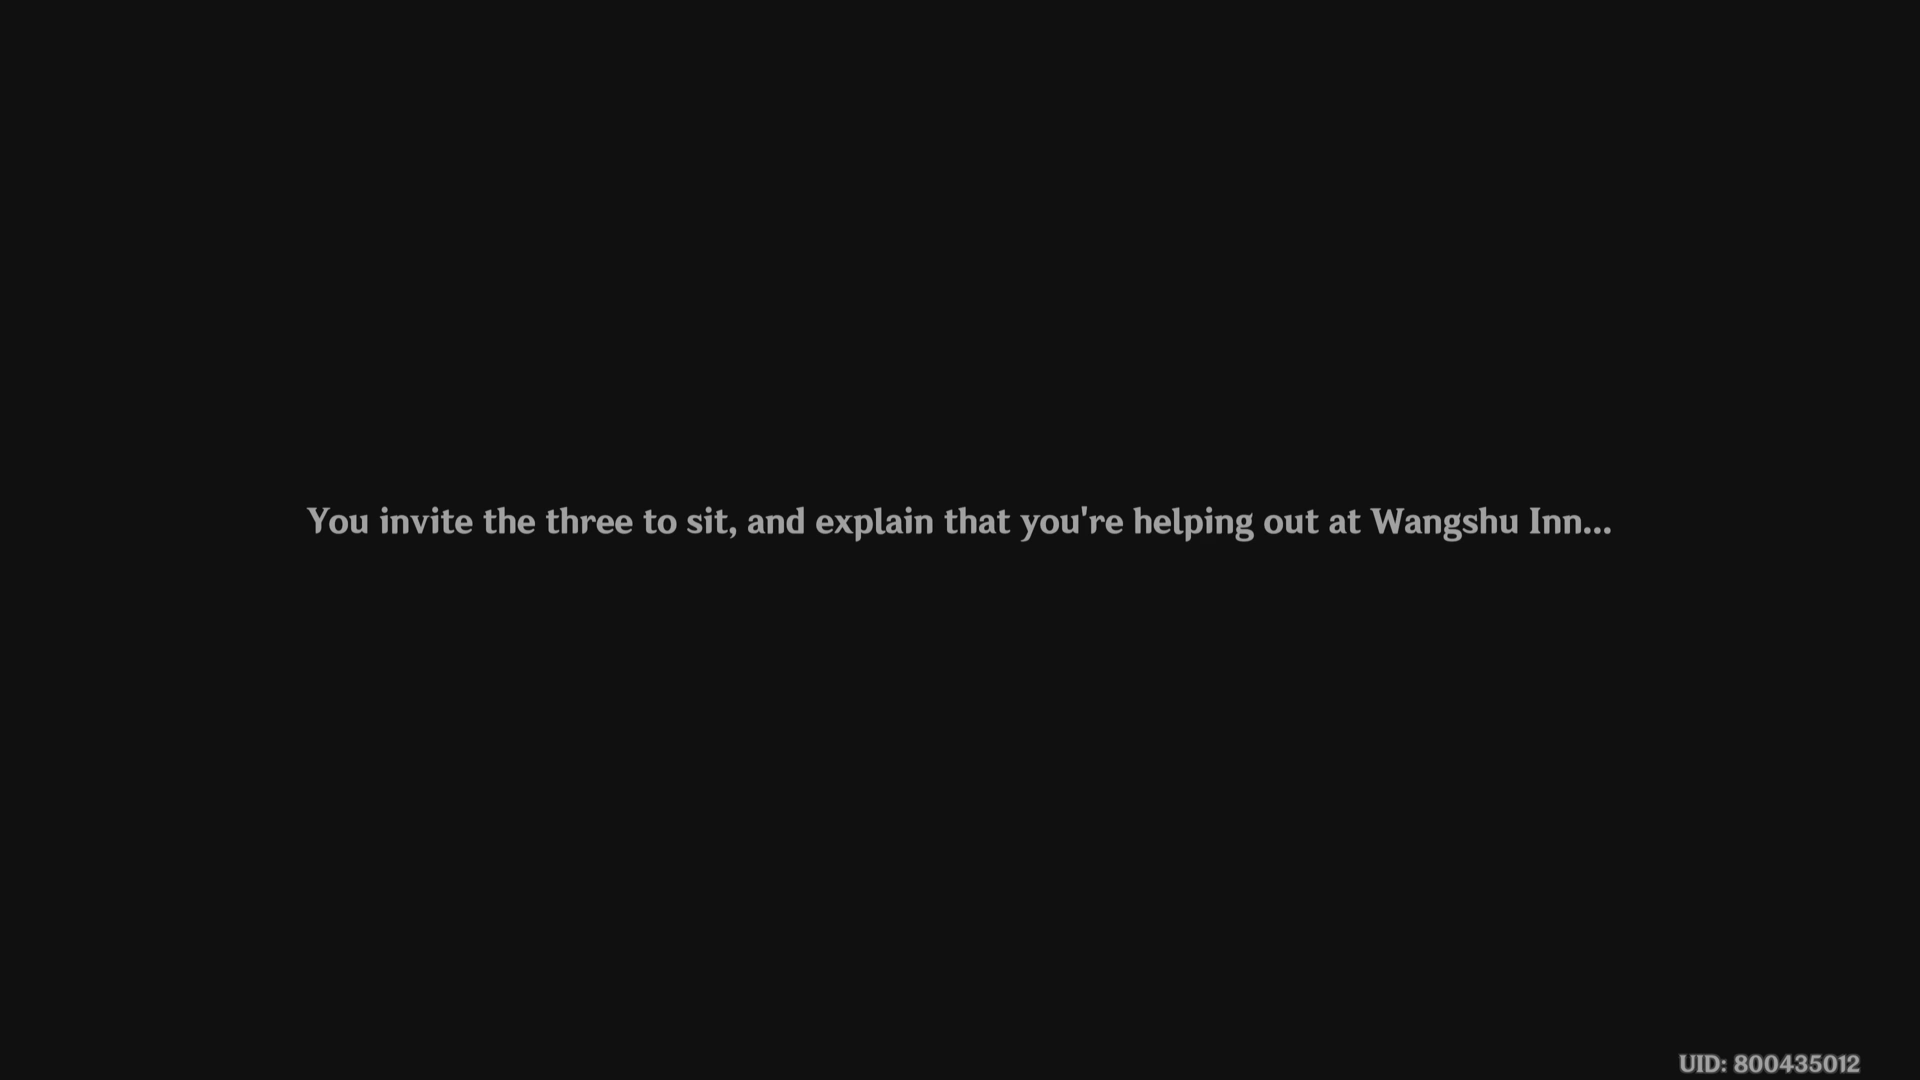 You invite the three to sit, and explain that you're helping out at Wangshu Inn...
UID: 800435012